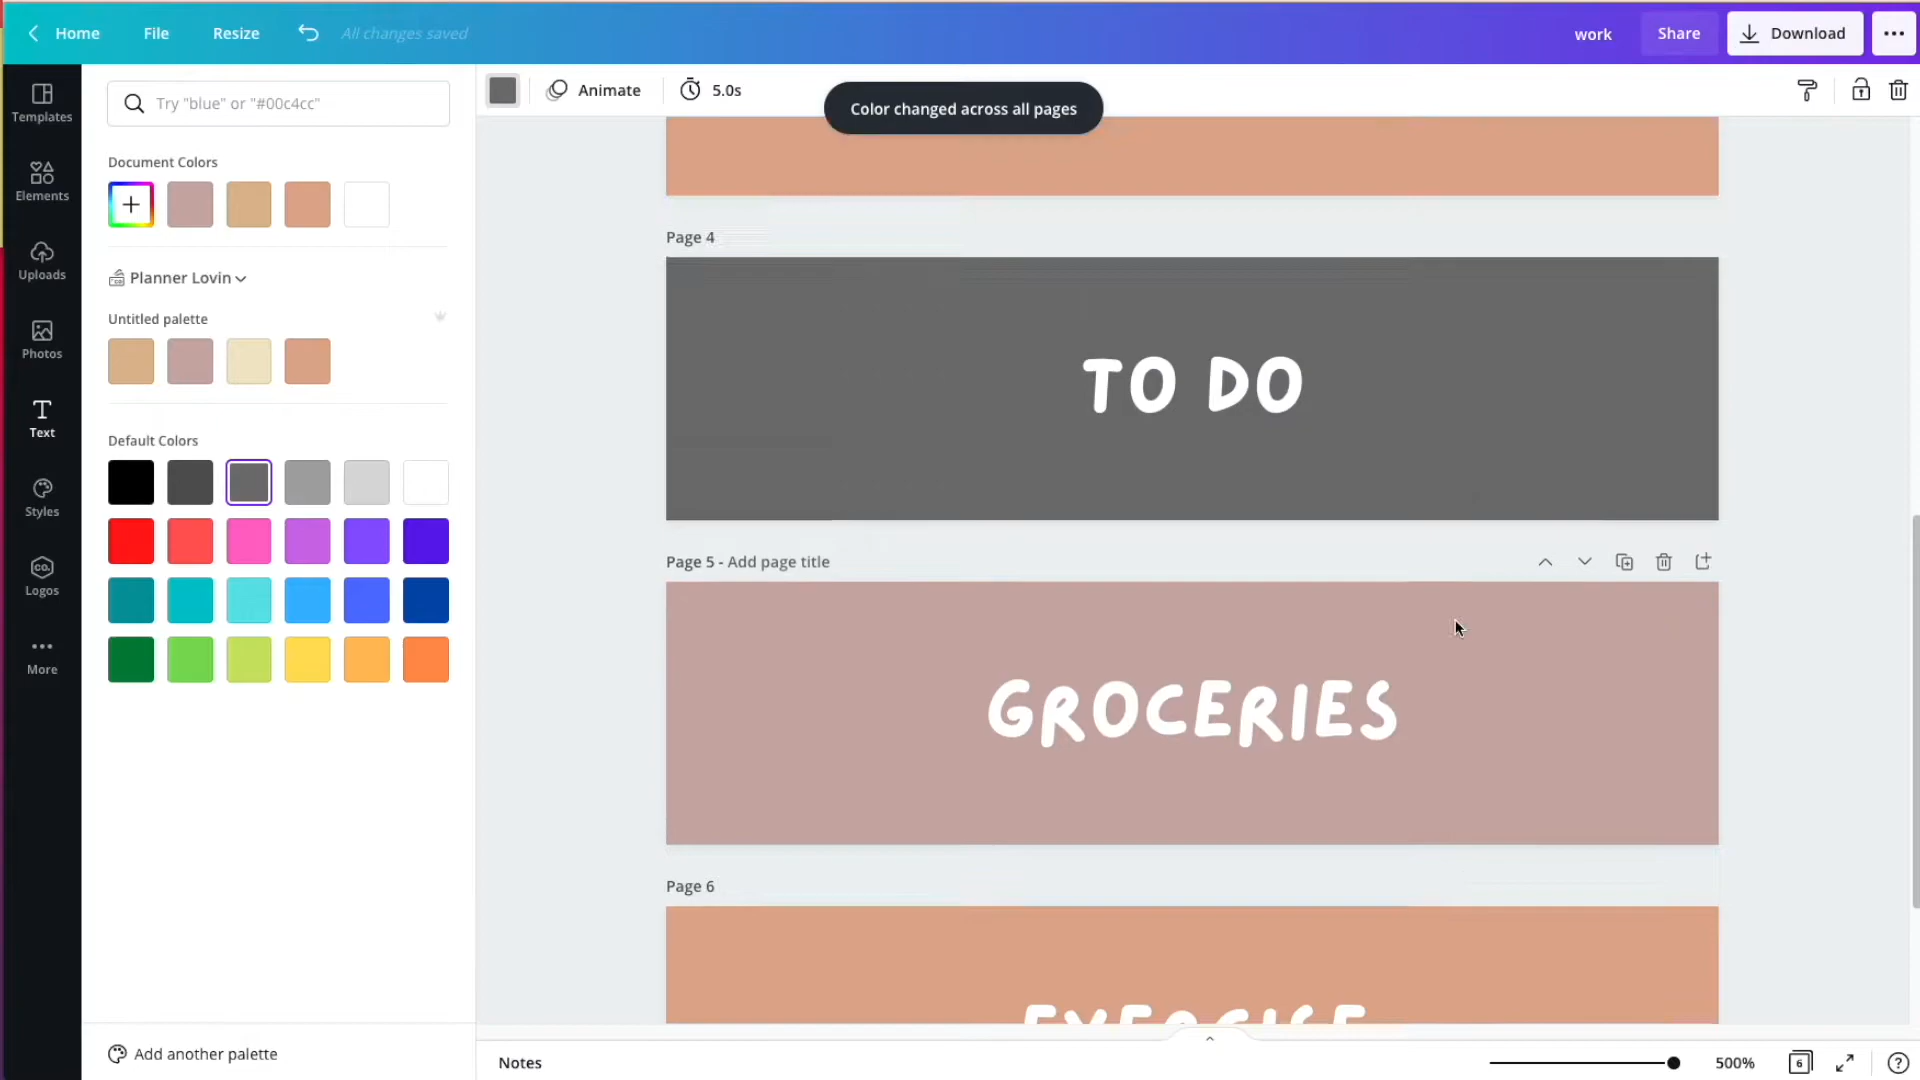 Home File Resize All changes saved work Share Download
Try "blue" or "#00c4cc"
Animate 5.0s
Color changed across all pages
Templates
Elements
Uploads
Photos
Text
Styles
CO.
Logos
More
Document Colors
Planner Lovin
Untitled palette
Default Colors
Add another palette
Page 4
TO DO
Page 5 - Add page title
GROCERIES
Page 6
EXERCISE
Notes 500% 6 ?